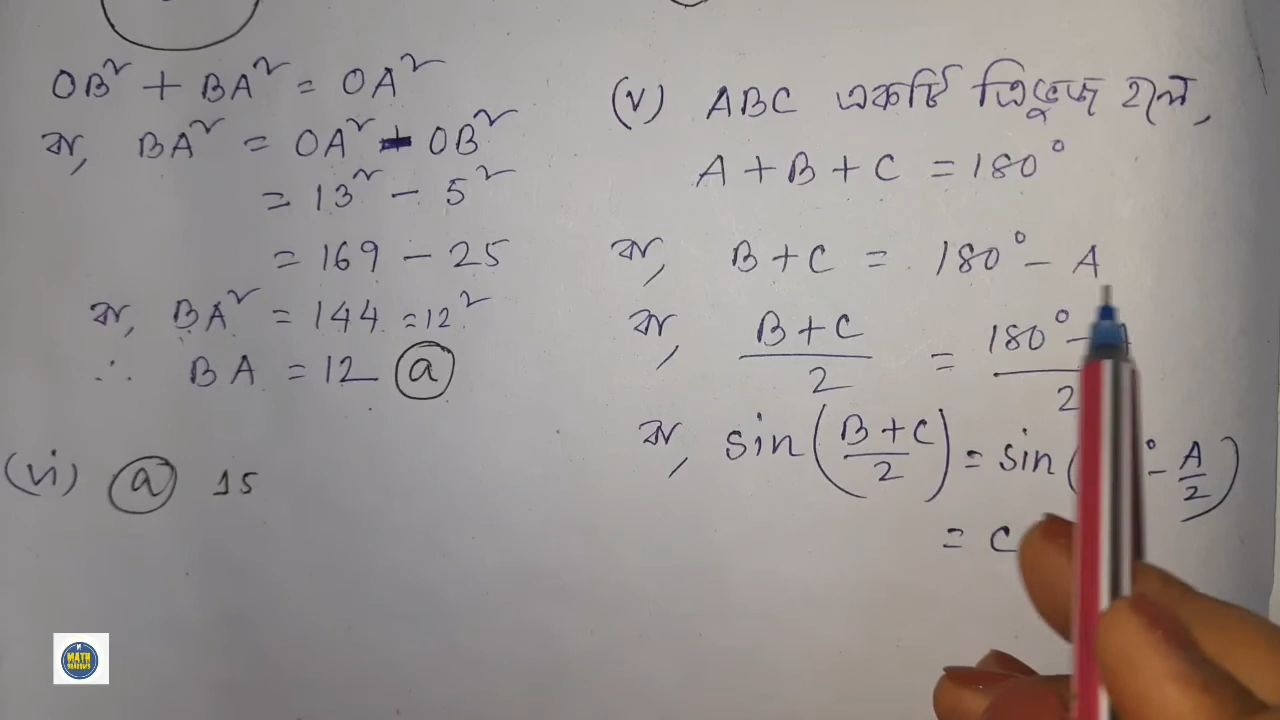 OB² + BA² = OA²
বা, BA² = OA² - OB²
= 13² - 5²
= 169 - 25
বা, BA² = 144 = 12²
∴ BA = 12 (a)
(vi) (a) 15
(v) ABC একটি ত্রিভুজ হলে,
A + B + C = 180°
বা, B + C = 180° - A
বা, (B + C)/2 = (180° - A)/2
বা, sin((B + C)/2) = sin( ° - A/2)
= c
MATH